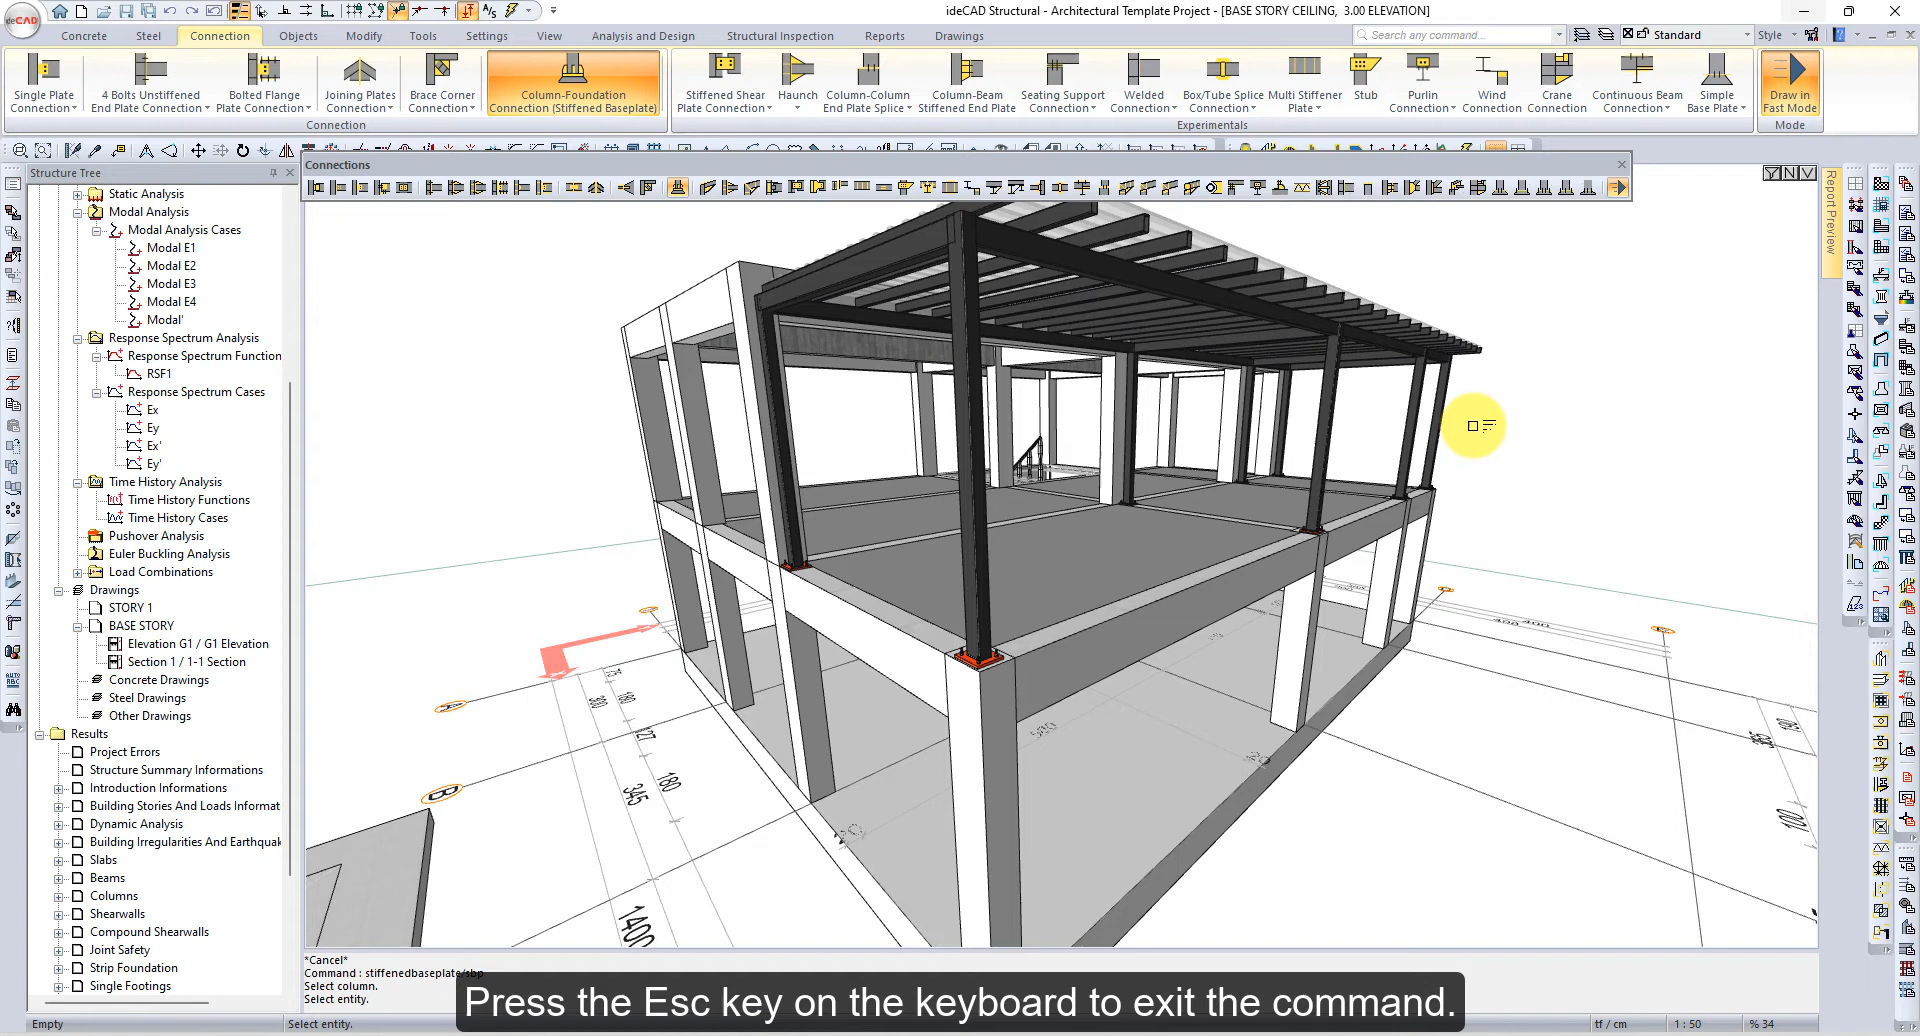 ideCAD
ideCAD Structural - Architectural Template Project - [BASE STORY CEILING, 3.00 ELEVATION]
Concrete Steel Connection Objects Modify Tools Settings View Analysis and Design Structural Inspection Reports Drawings
Search any command...
Standard
Style
Single Plate Connection
4 Bolts Unstiffened End Plate Connection
Bolted Flange Plate Connection
Joining Plates Connection
Brace Corner Connection
Column-Foundation Connection (Stiffened Baseplate)
Stiffened Shear Plate Connection
Haunch
Column-Column End Plate Splice
Column-Beam Stiffened End Plate
Seating Support Connection
Welded Connection
Box/Tube Splice Connection
Multi Stiffener Plate
Stub
Purlin Connection
Wind Connection
Crane Connection
Continuous Beam Connection
Simple Base Plate
Draw in Fast Mode
Connection
Experimentals
Mode
Structure Tree
Connections
Report Preview
Static Analysis
Modal Analysis
Modal Analysis Cases
Modal E1
Modal E2
Modal E3
Modal E4
Modal'
Response Spectrum Analysis
Response Spectrum Function
RSF1
Response Spectrum Cases
Ex
Ey
Ex'
Ey'
Time History Analysis
Time History Functions
Time History Cases
Pushover Analysis
Euler Buckling Analysis
Load Combinations
Drawings
STORY 1
BASE STORY
Elevation G1 / G1 Elevation
Section 1 / 1-1 Section
Concrete Drawings
Steel Drawings
Other Drawings
Results
Project Errors
Structure Summary Informations
Introduction Informations
Building Stories And Loads Informat
Dynamic Analysis
Building Irregularities And Earthquak
Slabs
Beams
Columns
Shearwalls
Compound Shearwalls
Joint Safety
Strip Foundation
Single Footings
A
B
75
180
300
127
180
345
1400
500
20
20
400 400
100
*Cancel*
Command : stiffenedbaseplate/sbp
Select column.
Select entity.
Press the Esc key on the keyboard to exit the command.
Empty
Select entity.
tf / cm
1 : 50
% 34